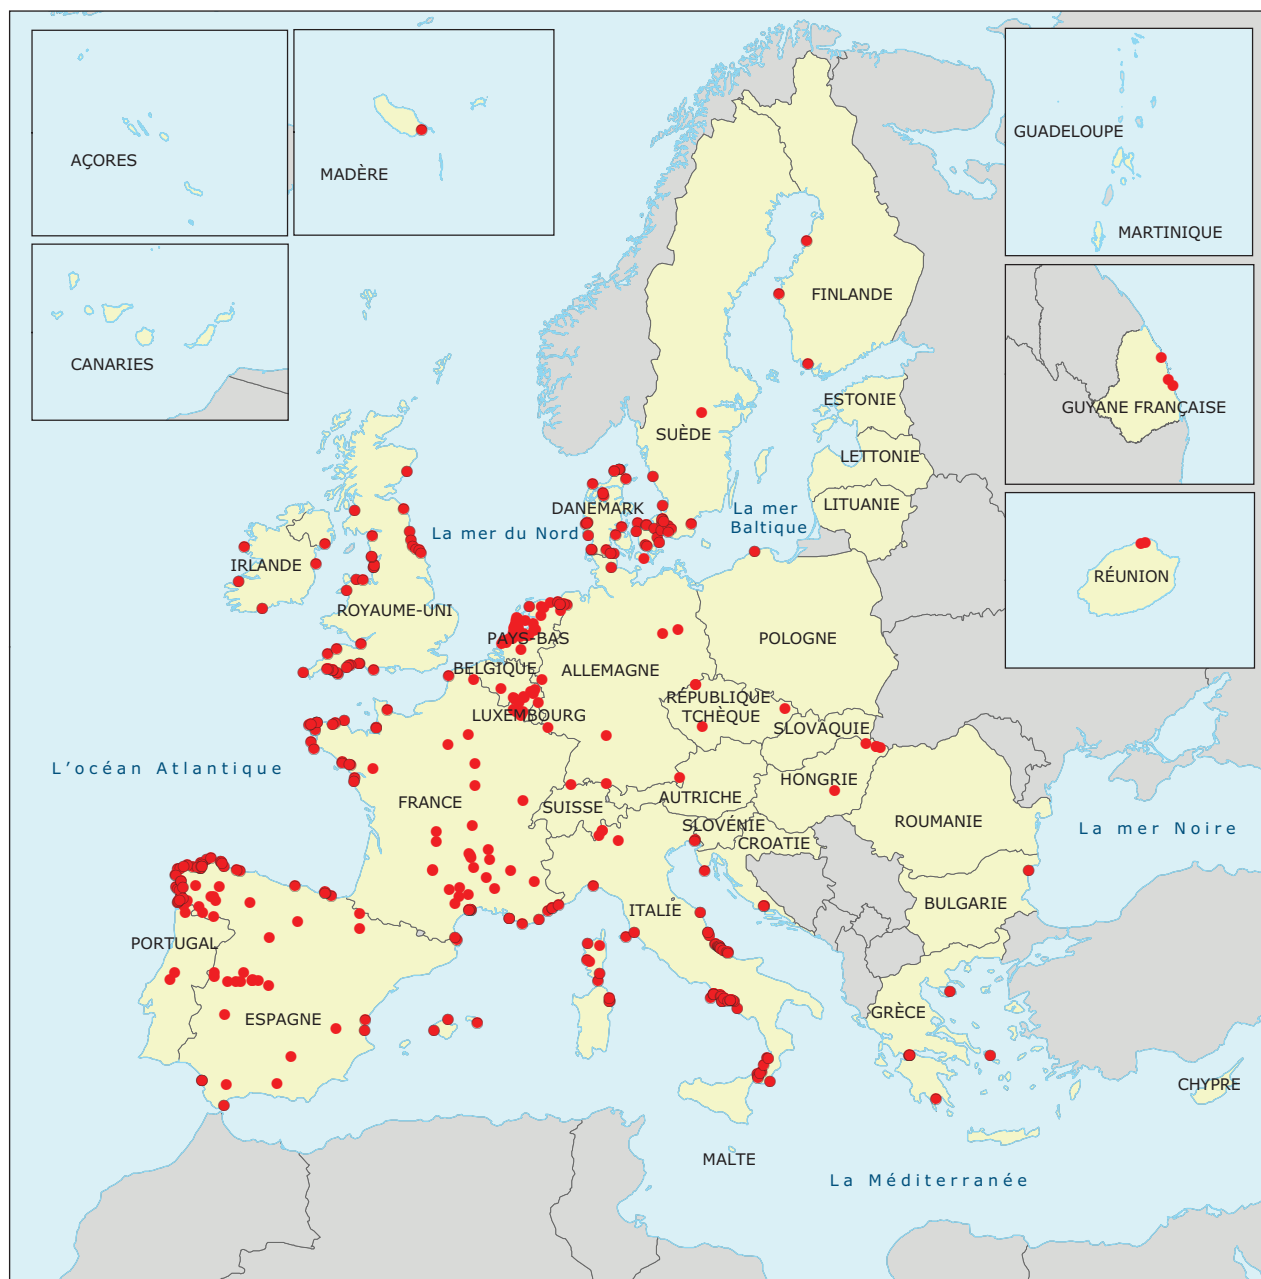 AÇORES
MADÈRE
CANARIES
GUADELOUPE
MARTINIQUE
GUYANE FRANÇAISE
RÉUNION
FINLANDE
ESTONIE
SUÈDE
LETTONIE
LITUANIE
DANEMARK
La mer
Baltique
La mer du Nord
IRLANDE
ROYAUME-UNI
PAYS-BAS
POLOGNE
BELGIQUE
ALLEMAGNE
RÉPUBLIQUE
TCHÈQUE
LUXEMBOURG
SLOVAQUIE
L'océan Atlantique
HONGRIE
AUTRICHE
FRANCE
SUISSE
SLOVÉNIE
CROATIE
ROUMANIE
La mer Noire
BULGARIE
ITALIE
PORTUGAL
ESPAGNE
GRÈCE
CHYPRE
MALTE
La Méditerranée